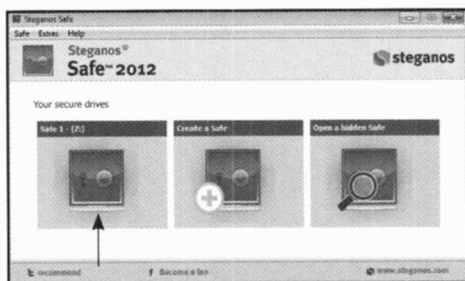 Steganos Safe
Safe Extras Help
Steganos®
Safe™ 2012
steganos
Your secure drives
Safe 1 - (Z:)
Create a Safe
Open a hidden Safe
recommend
f Become a fan
www.steganos.com